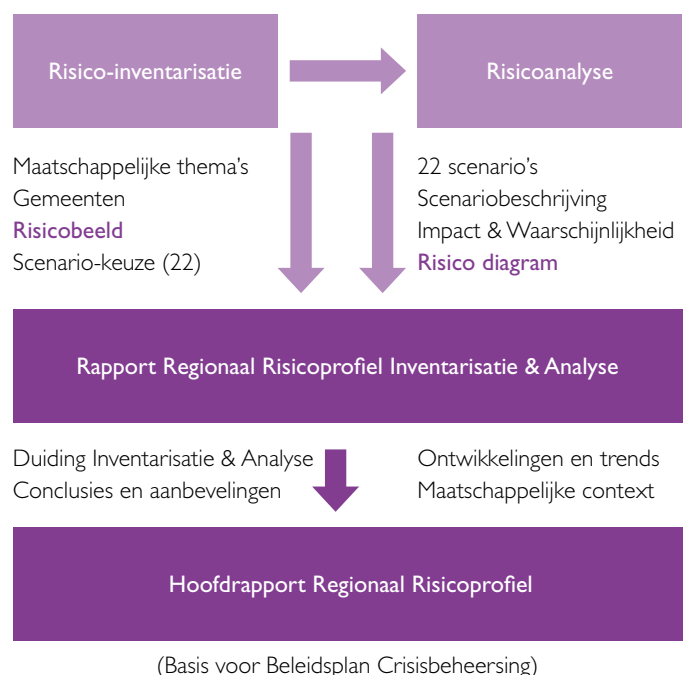 Risico-inventarisatie
Risicoanalyse
Maatschappelijke thema's
Gemeenten
Risicobeeld
Scenario-keuze (22)
22 scenario's
Scenariobeschrijving
Impact & Waarschijnlijkheid
Risico diagram
Rapport Regionaal Risicoprofiel Inventarisatie & Analyse
Duiding Inventarisatie & Analyse
Conclusies en aanbevelingen
Ontwikkelingen en trends
Maatschappelijke context
Hoofdrapport Regionaal Risicoprofiel
(Basis voor Beleidsplan Crisisbeheersing)